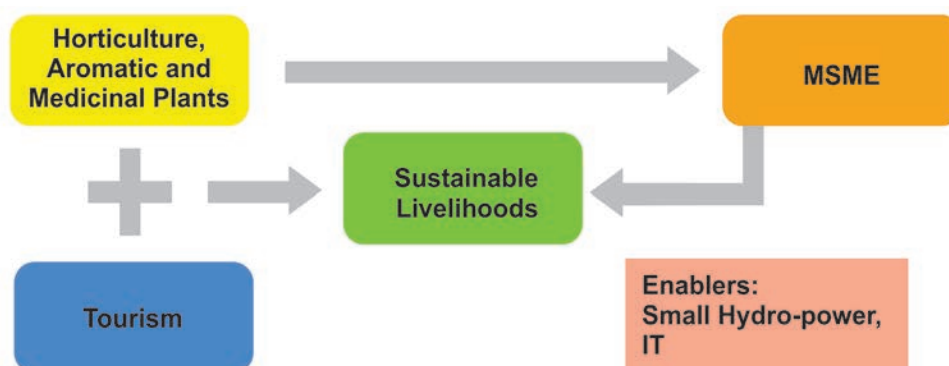 Horticulture,
Aromatic and
Medicinal Plants
MSME
Sustainable
Livelihoods
Tourism
Enablers:
Small Hydro-power,
IT